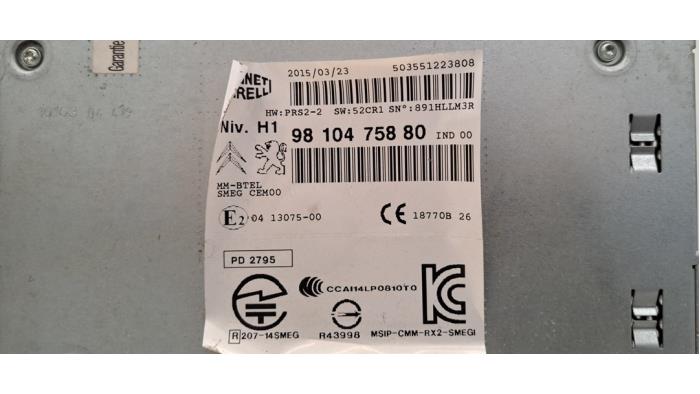 Garantie
NETI
RELLI
2015/03/23 503551223808
HW:PRS2-2 SW:52CR1 SN°:891HLLM3R
Niv. H1 98 104 758 80 IND 00
MM-BTEL
SMEG CEM00
E2 04 13075-00 CE 18770B 26
PD 2795
CCAI14LP0810T0
R 207-14SMEG R43998 MSIP-CMM-RX2-SMEGI